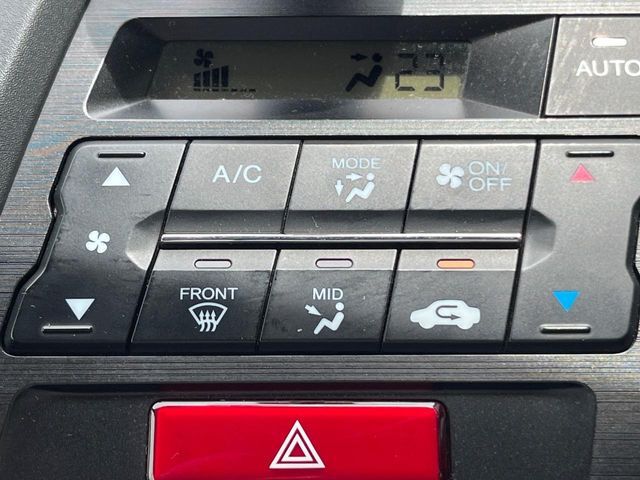 23
AUTO
A/C
MODE
ON/
OFF
FRONT
MID